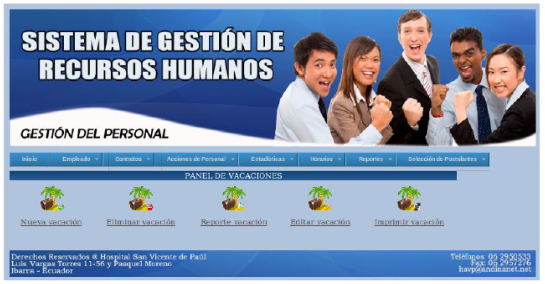 SISTEMA DE GESTIÓN DE
RECURSOS HUMANOS
GESTIÓN DEL PERSONAL
Inicio Empleado Contratos Acciones de Personal Estadísticas Horarios Reportes Selección de Postulantes
PANEL DE VACACIONES
Nueva vacación Eliminar vacación Reporte vacación Editar vacación Imprimir vacación
Derechos Reservados @ Hospital San Vicente de Paúl
Luis Vargas Torres 11-56 y Pasquel Moreno
Ibarra - Ecuador
Teléfonos: 06 2950333
Fax: 06 2957276
hsvp@andinanet.net